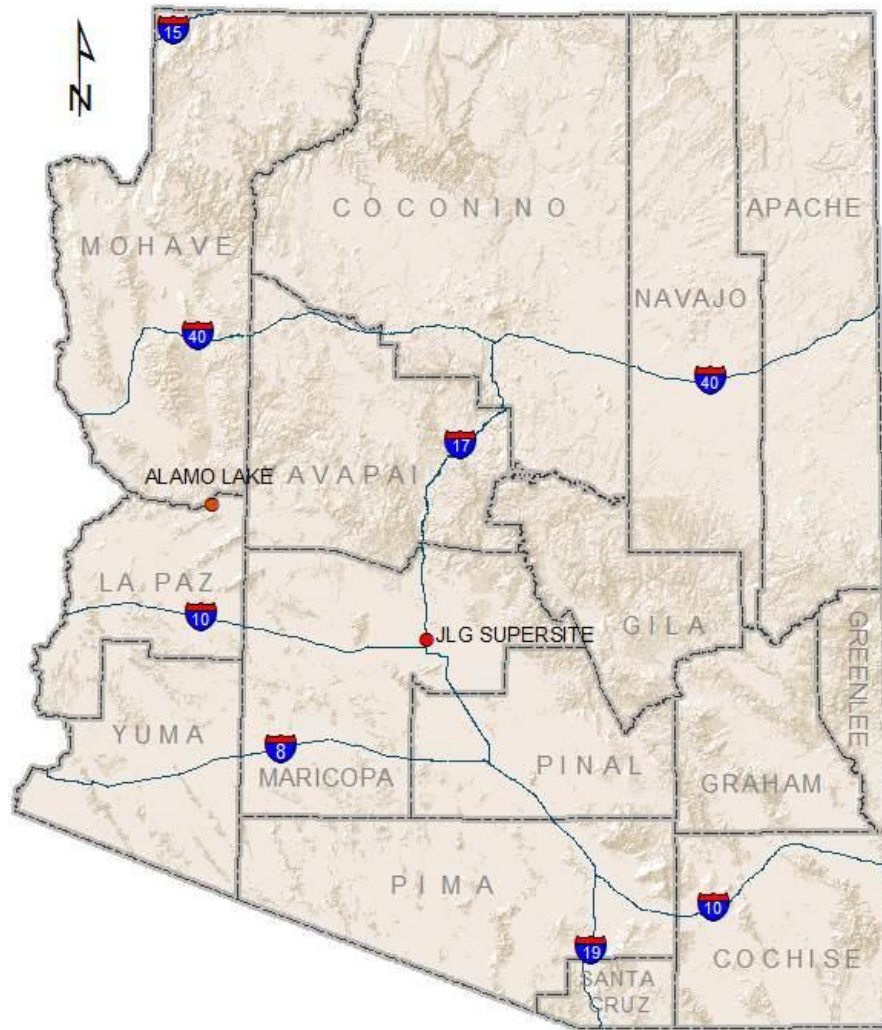 15
N
COCONINO
APACHE
MOHAVE
NAVAJO
40
40
17
ALAMO LAKE
AVAPAI
LA PAZ
10
JLG SUPERSITE
GILA
GREENLEE
YUMA
8
MARICOPA
PINAL
GRAHAM
PIMA
10
19
COCHISE
SANTA
CRUZ